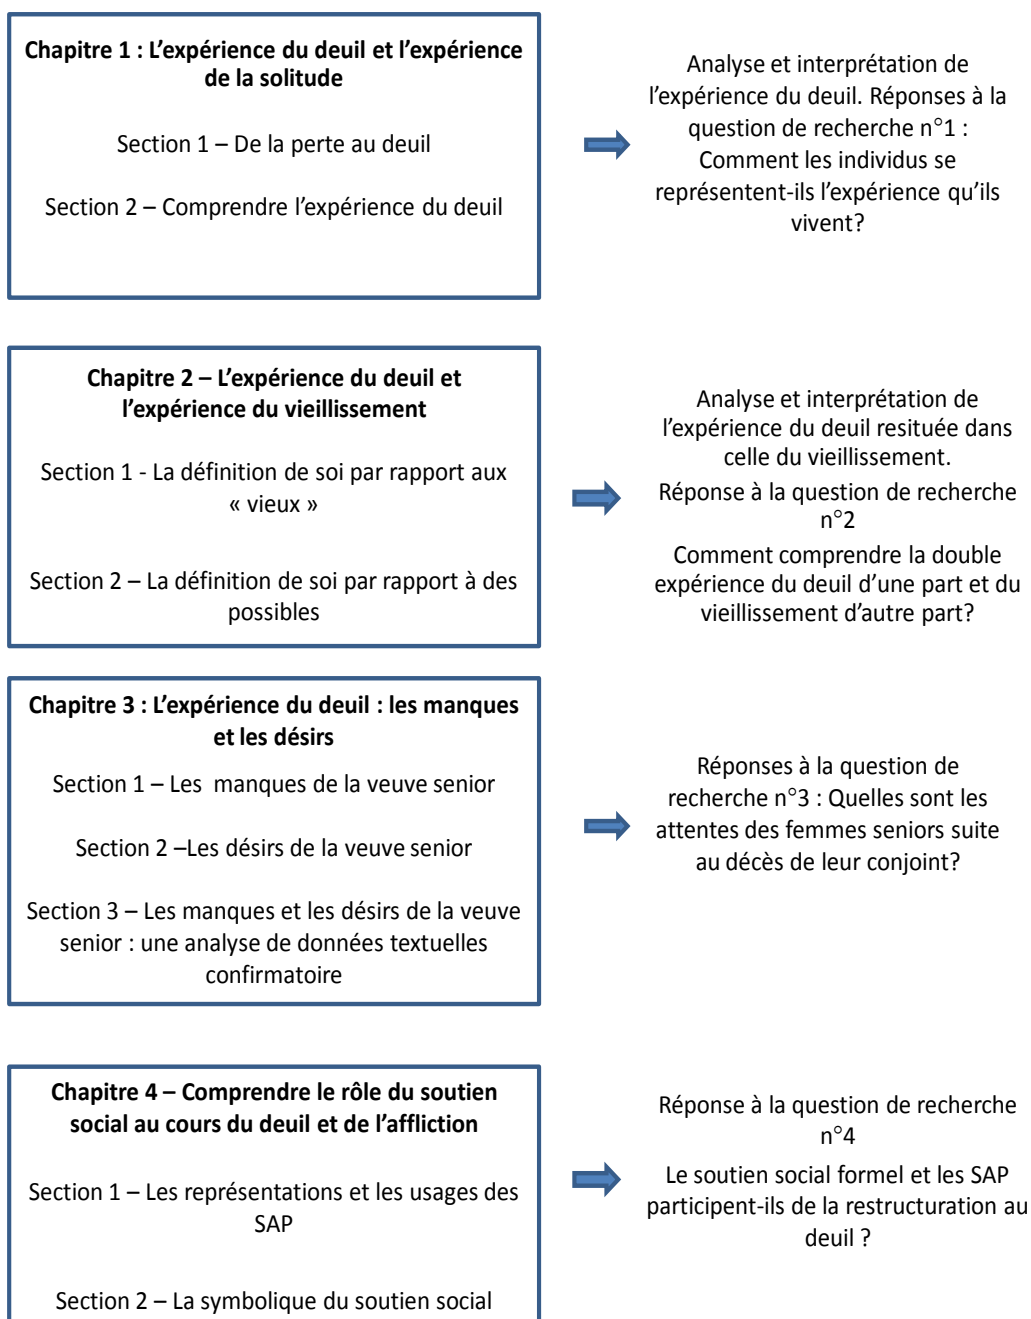 Chapitre 1 : L’expérience du deuil et l’expérience
de la solitude
Section 1 – De la perte au deuil
Section 2 – Comprendre l’expérience du deuil
Analyse et interprétation de
l’expérience du deuil. Réponses à la
question de recherche n°1 :
Comment les individus se
représentent-ils l’expérience qu’ils
vivent?
Chapitre 2 – L’expérience du deuil et
l’expérience du vieillissement
Section 1 - La définition de soi par rapport aux
« vieux »
Section 2 – La définition de soi par rapport à des
possibles
Analyse et interprétation de
l’expérience du deuil resituée dans
celle du vieillissement.
Réponse à la question de recherche
n°2
Comment comprendre la double
expérience du deuil d’une part et du
vieillissement d’autre part?
Chapitre 3 : L’expérience du deuil : les manques
et les désirs
Section 1 – Les manques de la veuve senior
Section 2 –Les désirs de la veuve senior
Section 3 – Les manques et les désirs de la veuve
senior : une analyse de données textuelles
confirmatoire
Réponses à la question de
recherche n°3 : Quelles sont les
attentes des femmes seniors suite
au décès de leur conjoint?
Chapitre 4 – Comprendre le rôle du soutien
social au cours du deuil et de l’affliction
Section 1 – Les représentations et les usages des
SAP
Section 2 – La symbolique du soutien social
Réponse à la question de recherche
n°4
Le soutien social formel et les SAP
participent-ils de la restructuration au
deuil ?